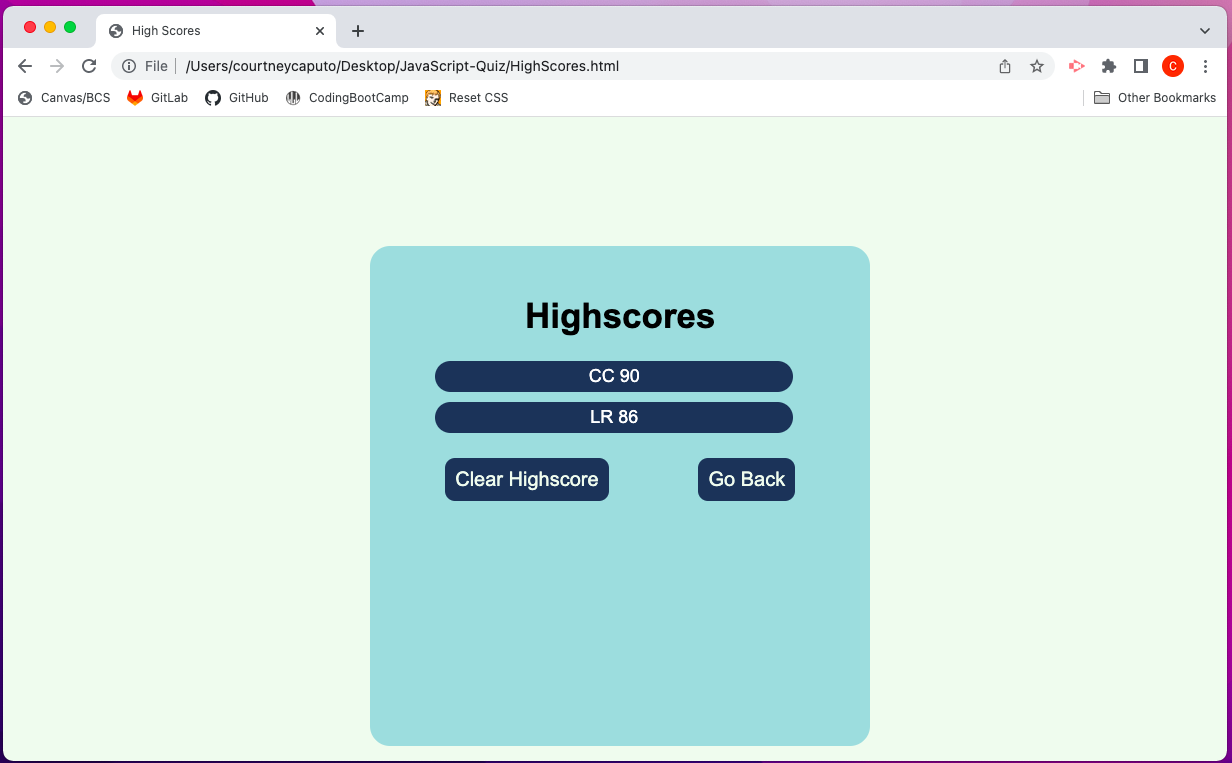 High Scores
File /Users/courtneycaputo/Desktop/JavaScript-Quiz/HighScores.html C
Canvas/BCS GitLab GitHub CodingBootCamp Reset CSS Other Bookmarks
Highscores
CC 90
LR 86
Clear Highscore Go Back